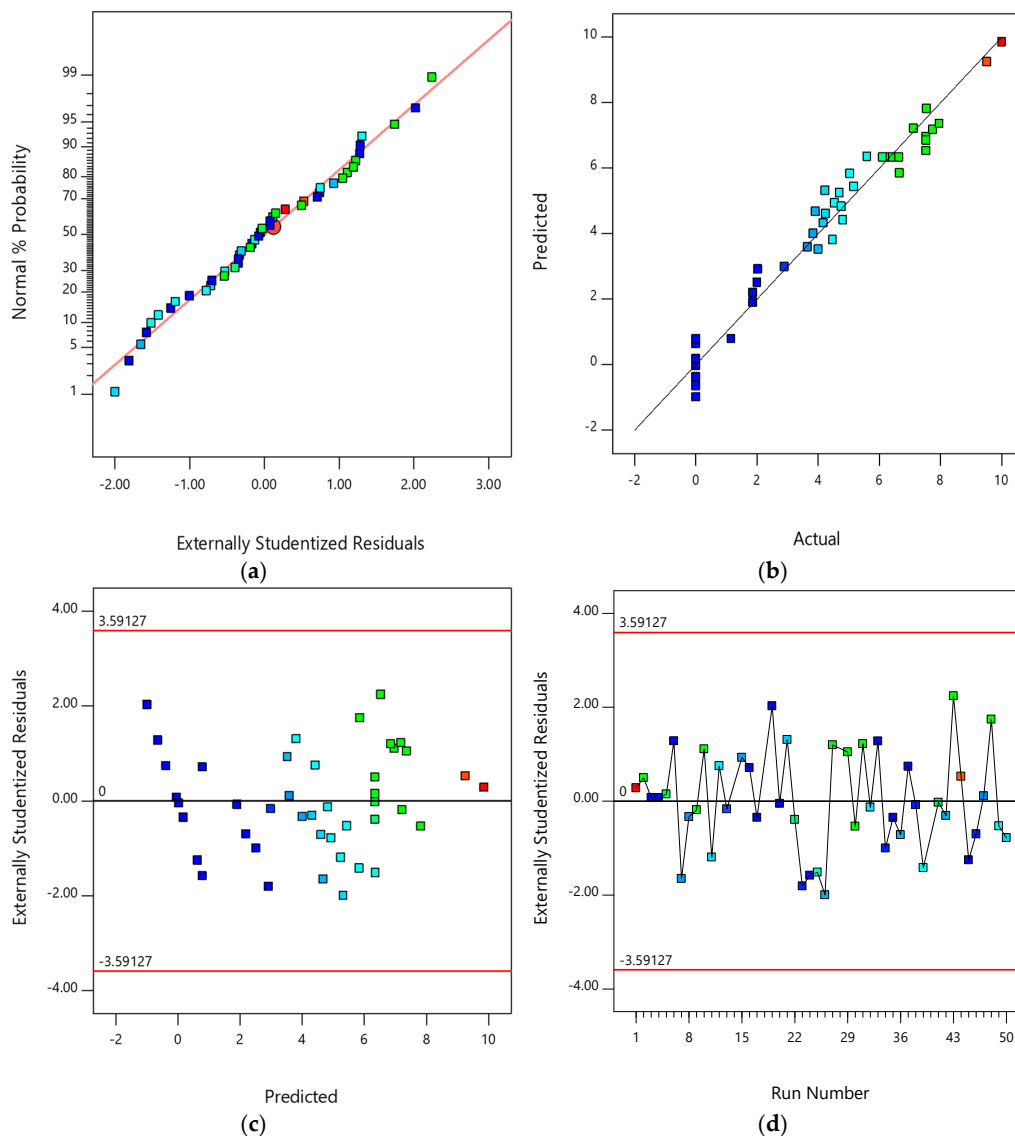 Normal % Probability
99
95
90
80
70
50
30
20
10
5
1
-2.00 -1.00 0.00 1.00 2.00 3.00
Externally Studentized Residuals
(a)
Predicted
10
8
6
4
2
0
-2
-2 0 2 4 6 8 10
Actual
(b)
Externally Studentized Residuals
4.00
3.59127
2.00
0
0.00
-2.00
-3.59127
-4.00
-2 0 2 4 6 8 10
Predicted
(c)
Externally Studentized Residuals
4.00
3.59127
2.00
0
0.00
-2.00
-3.59127
-4.00
1 8 15 22 29 36 43 50
Run Number
(d)